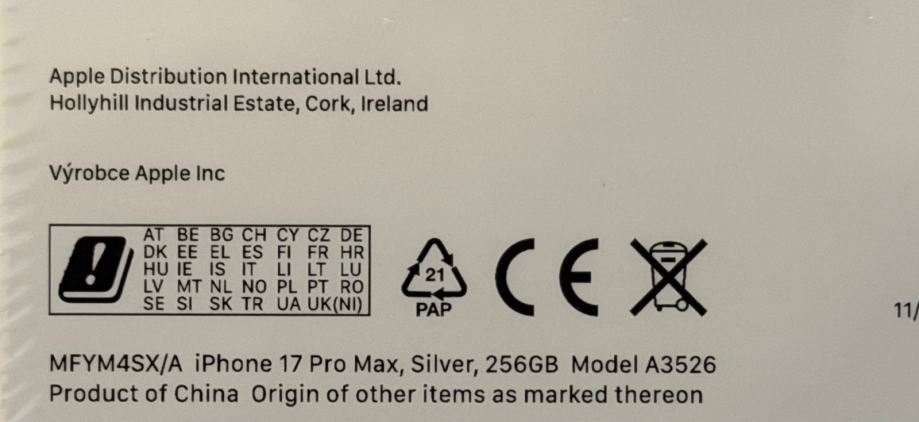 Apple Distribution International Ltd.
Hollyhill Industrial Estate, Cork, Ireland
Výrobce Apple Inc
AT BE BG CH CY CZ DE
DK EE EL ES FI FR HR
HU IE IS IT LI LT LU
LV MT NL NO PL PT RO
SE SI SK TR UA UK(NI)
21
PAP
CE
11/
MFYM4SX/A iPhone 17 Pro Max, Silver, 256GB Model A3526
Product of China Origin of other items as marked thereon